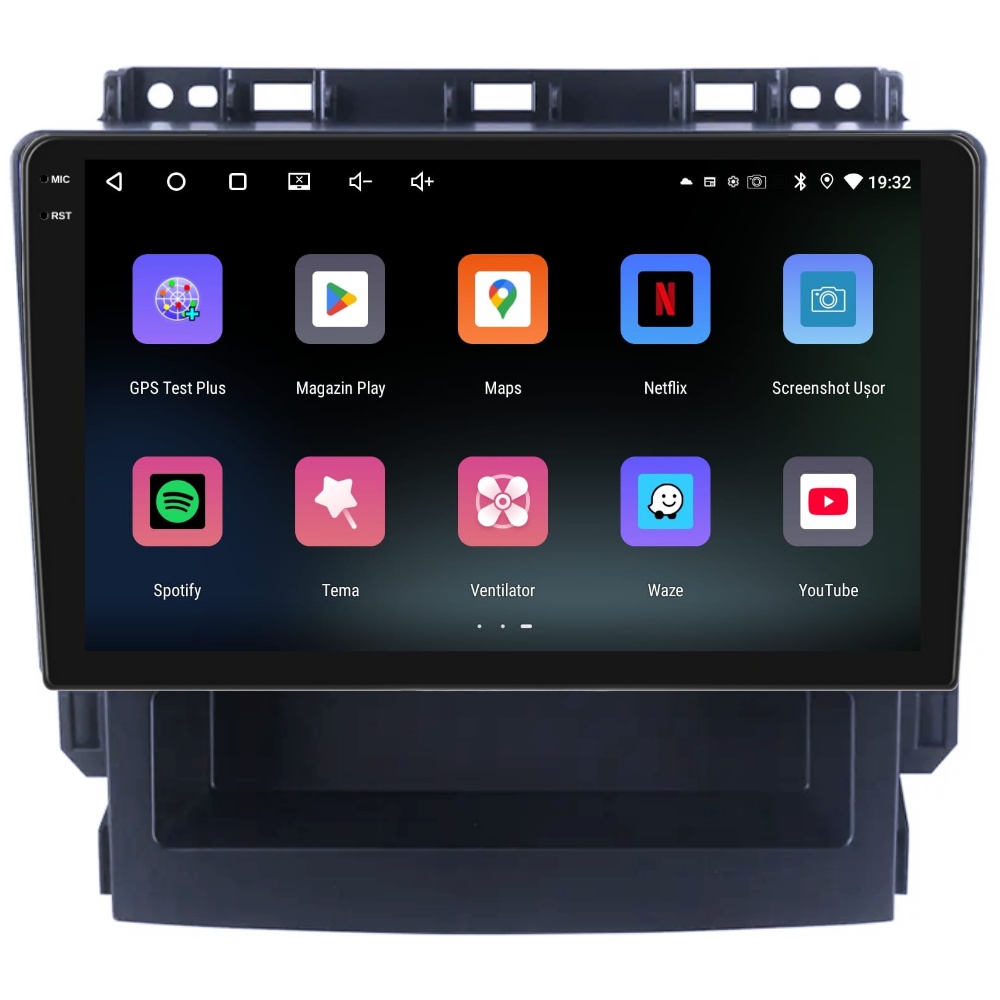 MIC
19:32
RST
GPS Test Plus
Magazin Play
Maps
Netflix
Screenshot Ușor
Spotify
Tema
Ventilator
Waze
YouTube